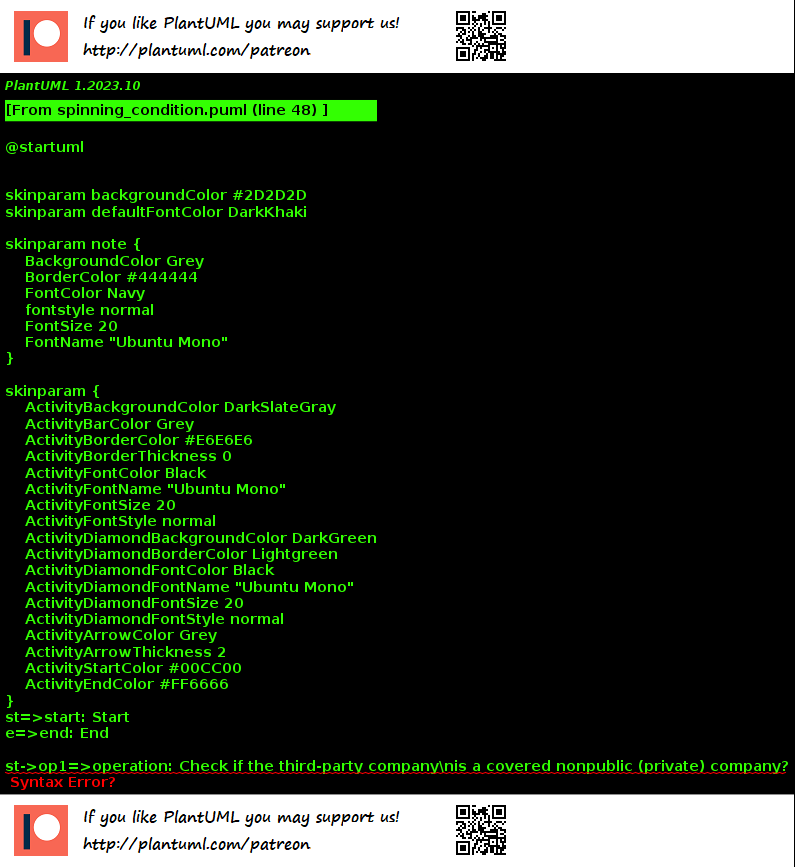 If you like PlantUML you may support us!
http://plantuml.com/patreon
PlantUML 1.2023.10
[From spinning_condition.puml (line 48) ]
@startuml
skinparam backgroundColor #2D2D2D
skinparam defaultFontColor DarkKhaki
skinparam note {
BackgroundColor Grey
BorderColor #444444
FontColor Navy
fontstyle normal
FontSize 20
FontName "Ubuntu Mono"
}
skinparam {
ActivityBackgroundColor DarkSlateGray
ActivityBarColor Grey
ActivityBorderColor #E6E6E6
ActivityBorderThickness 0
ActivityFontColor Black
ActivityFontName "Ubuntu Mono"
ActivityFontSize 20
ActivityFontStyle normal
ActivityDiamondBackgroundColor DarkGreen
ActivityDiamondBorderColor Lightgreen
ActivityDiamondFontColor Black
ActivityDiamondFontName "Ubuntu Mono"
ActivityDiamondFontSize 20
ActivityDiamondFontStyle normal
ActivityArrowColor Grey
ActivityArrowThickness 2
ActivityStartColor #00CC00
ActivityEndColor #FF6666
}
st=>start: Start
e=>end: End
st->op1=>operation: Check if the third-party company\nis a covered nonpublic (private) company?
Syntax Error?
If you like PlantUML you may support us!
http://plantuml.com/patreon